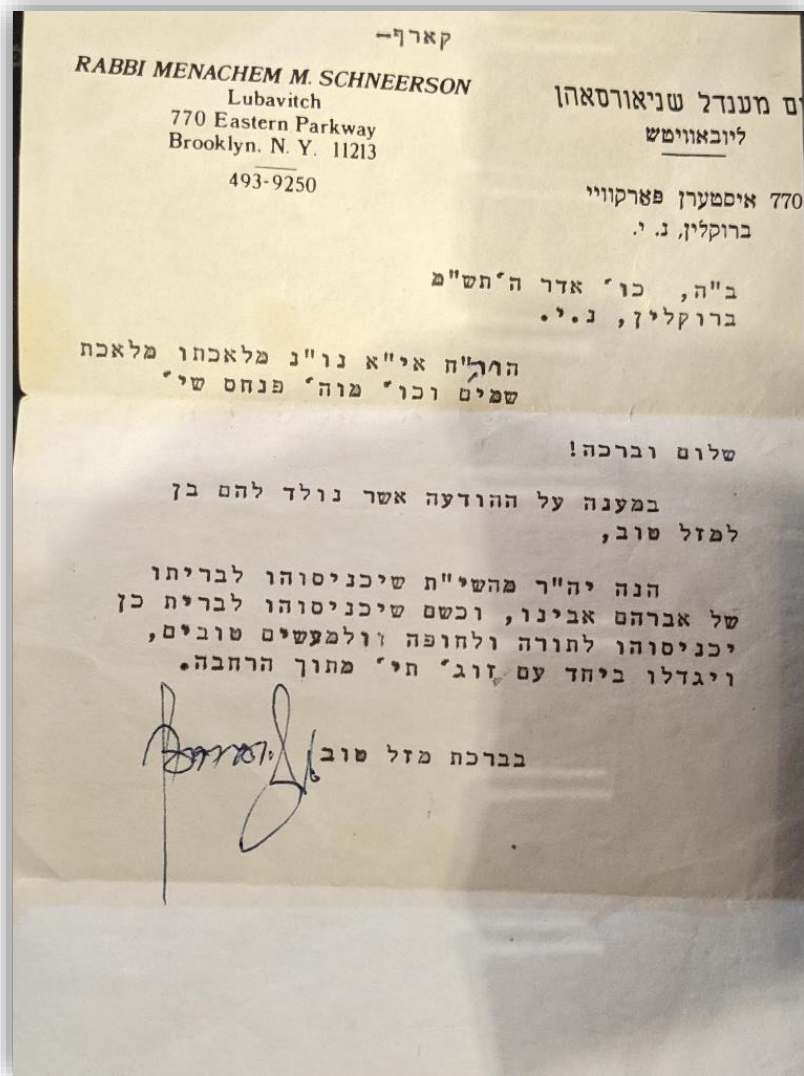 קארף-
RABBI MENACHEM M. SCHNEERSON
Lubavitch
770 Eastern Parkway
Brooklyn. N. Y. 11213
493-9250
ם מענדל שניאורסאהן
ליובאוויטש
770 איסטערן פארקוויי
ברוקלין, נ. י.
ב"ה, כו' אדר ה'תש"מ
ברוקלין, נ.י.
הוו"ח אי"א נו"נ מלאכתו מלאכת
שמים וכו' מוה' פנחס שי'
שלום וברכה!
במענה על ההודעה אשר נולד להם בן
למזל טוב,
הנה יה"ר מהשי"ת שיכניסוהו לבריתו
של אברהם אבינו, וכשם שיכניסוהו לברית כן
יכניסוהו לתורה ולחופה ולמעשים טובים,
ויגדלו ביחד עם זוג' תי' מתוך הרחבה.
בברכת מזל טוב